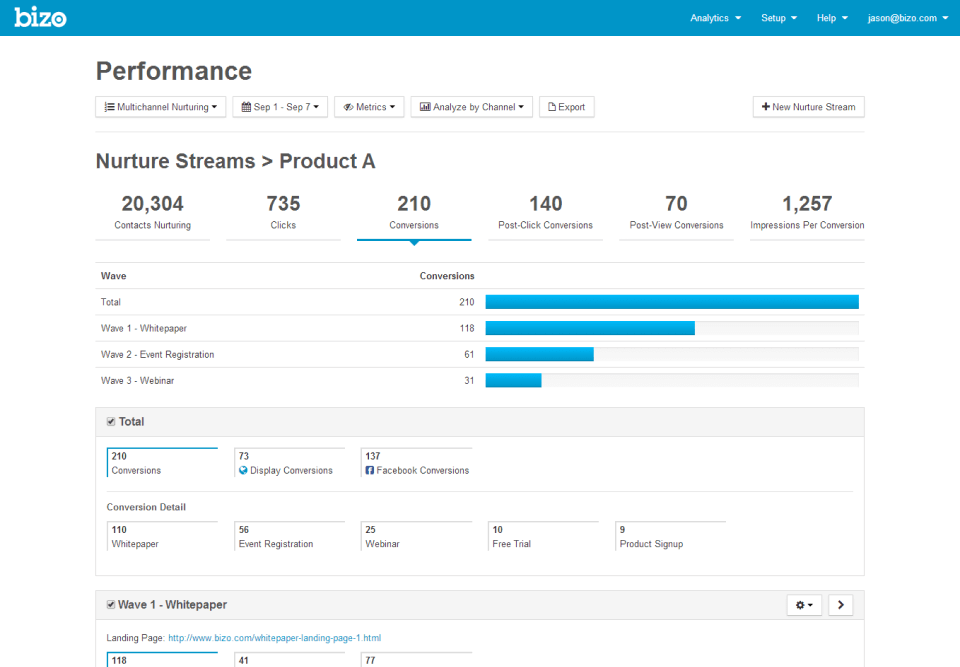 bizo
Analytics Setup Help jason@bizo.com
Performance
Multichannel Nurturing Sep 1 - Sep 7 Metrics Analyze by Channel Export New Nurture Stream
Nurture Streams > Product A
20,304 735 210 140 70 1,257
Contacts Nurturing Clicks Conversions Post-Click Conversions Post-View Conversions Impressions Per Conversion
Wave Conversions
Total 210
Wave 1 - Whitepaper 118
Wave 2 - Event Registration 61
Wave 3 - Webinar 31
Total
210 73 137
Conversions Display Conversions Facebook Conversions
Conversion Detail
110 56 25 10 9
Whitepaper Event Registration Webinar Free Trial Product Signup
Wave 1 - Whitepaper
Landing Page: http://www.bizo.com/whitepaper-landing-page-1.html
118 41 77